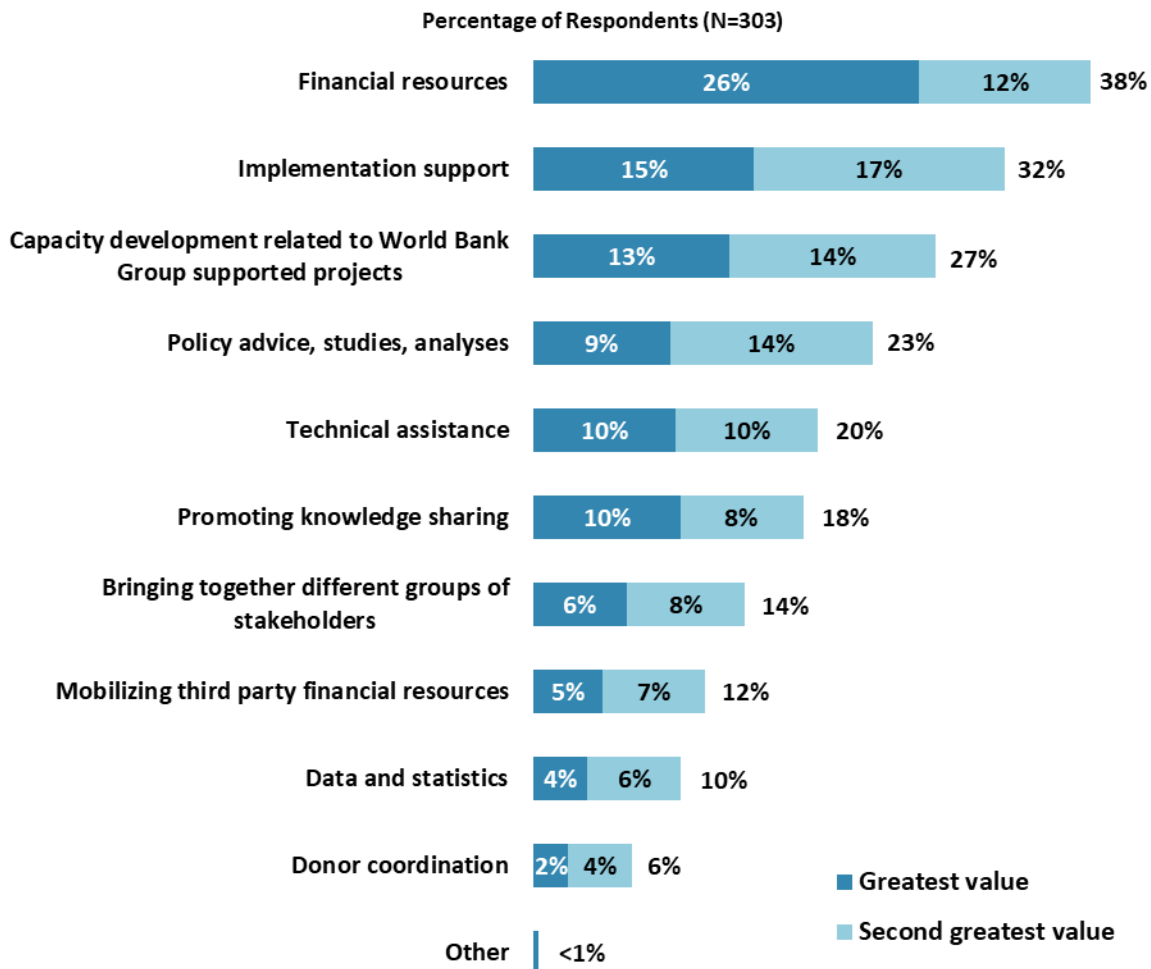 Percentage of Respondents (N=303)
Financial resources 26% 12% 38%
Implementation support 15% 17% 32%
Capacity development related to World Bank
Group supported projects 13% 14% 27%
Policy advice, studies, analyses 9% 14% 23%
Technical assistance 10% 10% 20%
Promoting knowledge sharing 10% 8% 18%
Bringing together different groups of
stakeholders 6% 8% 14%
Mobilizing third party financial resources 5% 7% 12%
Data and statistics 4% 6% 10%
Donor coordination 2% 4% 6%
Greatest value
Second greatest value
Other <1%